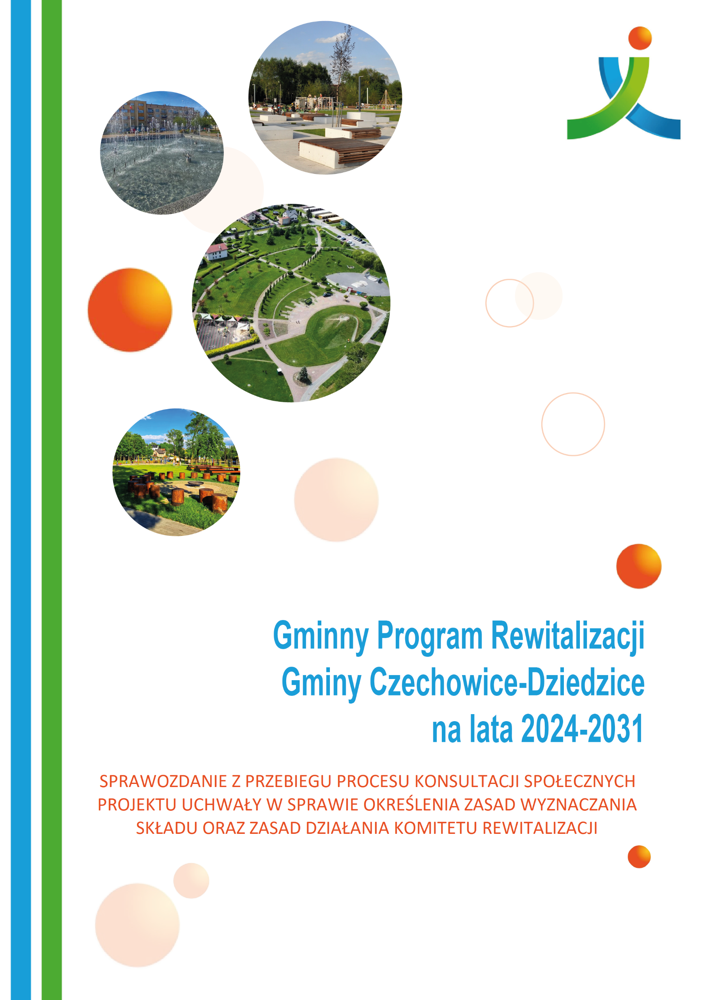 Gminny Program Rewitalizacji
Gminy Czechowice-Dziedzice
na lata 2024-2031
SPRAWOZDANIE Z PRZEBIEGU PROCESU KONSULTACJI SPOŁECZNYCH
PROJEKTU UCHWAŁY W SPRAWIE OKREŚLENIA ZASAD WYZNACZANIA
SKŁADU ORAZ ZASAD DZIAŁANIA KOMITETU REWITALIZACJI